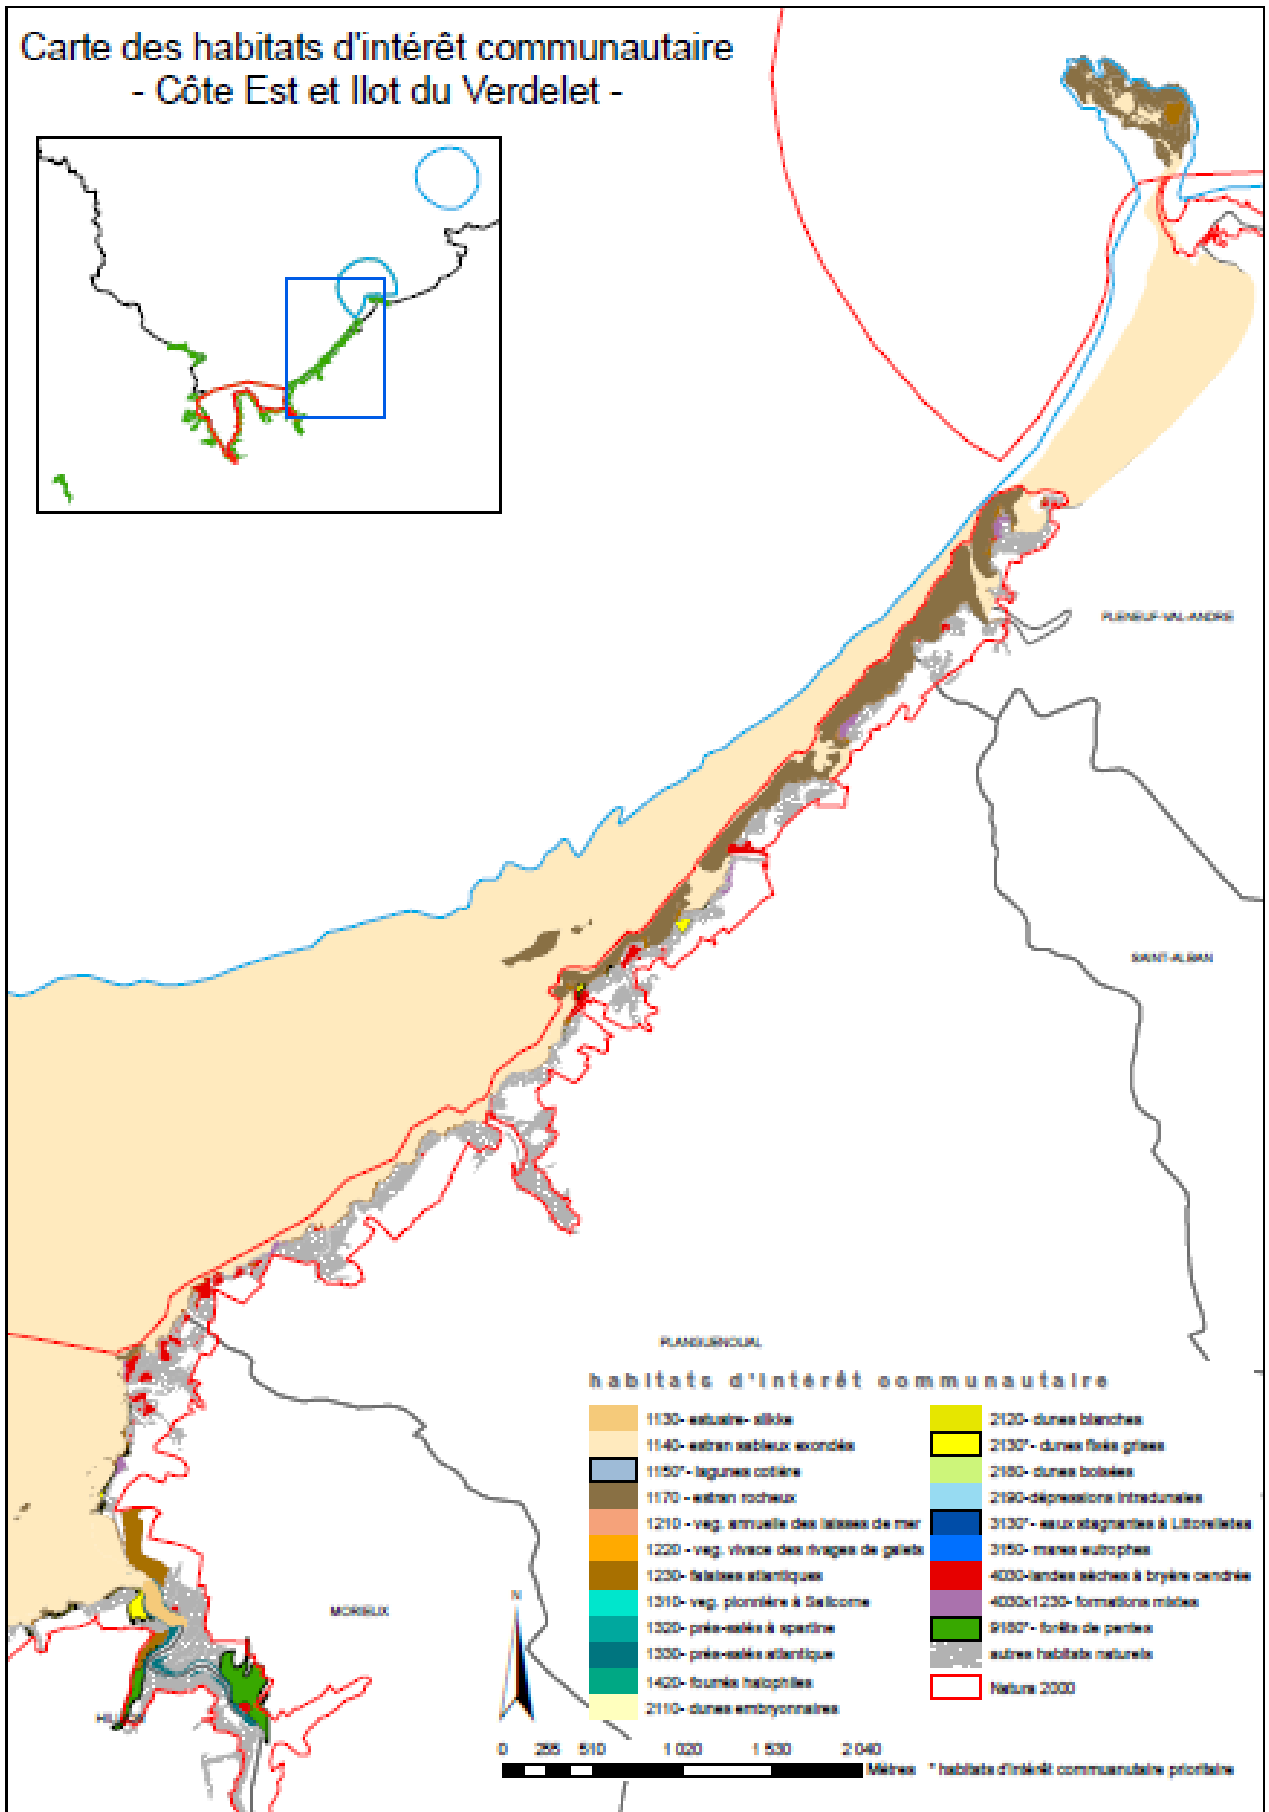 Carte des habitats d'intérêt communautaire
- Côte Est et Ilot du Verdelet -
PLENEUF-VAL-ANDRE
SAINT-ALBAN
PLANGUENOUAL
MORIEUX
habitats d'intérêt communautaire
1130- estuaire- slikke
1140- estran sableux exondés
1150*- lagunes cotière
1170 - estran rocheux
1210 - veg. annuelle des laisses de mer
1220 - veg. vivace des rivages de galets
1230- falaises atlantiques
1310- veg. pionnière à Salicorne
1320- prés-salés à spartine
1330- prés-salés atlantique
1420- fourrés halophiles
2110- dunes embryonnaires
2120- dunes blanches
2130*- dunes fixés grises
2180- dunes boisées
2190-dépressions intradunales
3130*- eaux stagnantes à Littorelletea
3150- mares eutrophes
4030-landes sèches à bryère cendrée
4030x1230- formations mixtes
9180*- forêts de pentes
autres habitats naturels
Natura 2000
N
0 255 510 1 020 1 530 2 040
Mètres
* habitats d'intérêt communautaire prioritaire